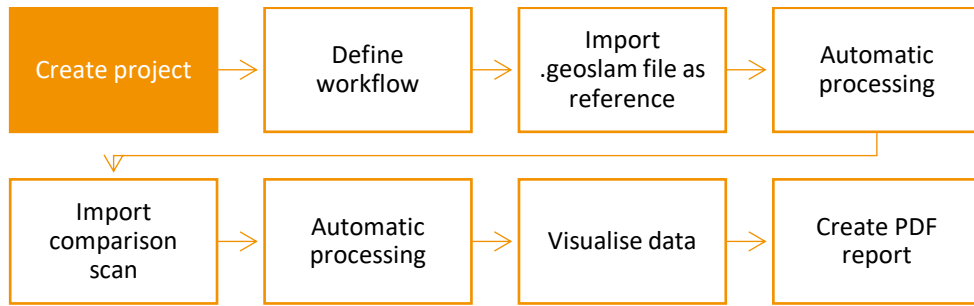 Create project
Define
workflow
Import
.geoslam file as
reference
Automatic
processing
Import
comparison
scan
Automatic
processing
Visualise data
Create PDF
report